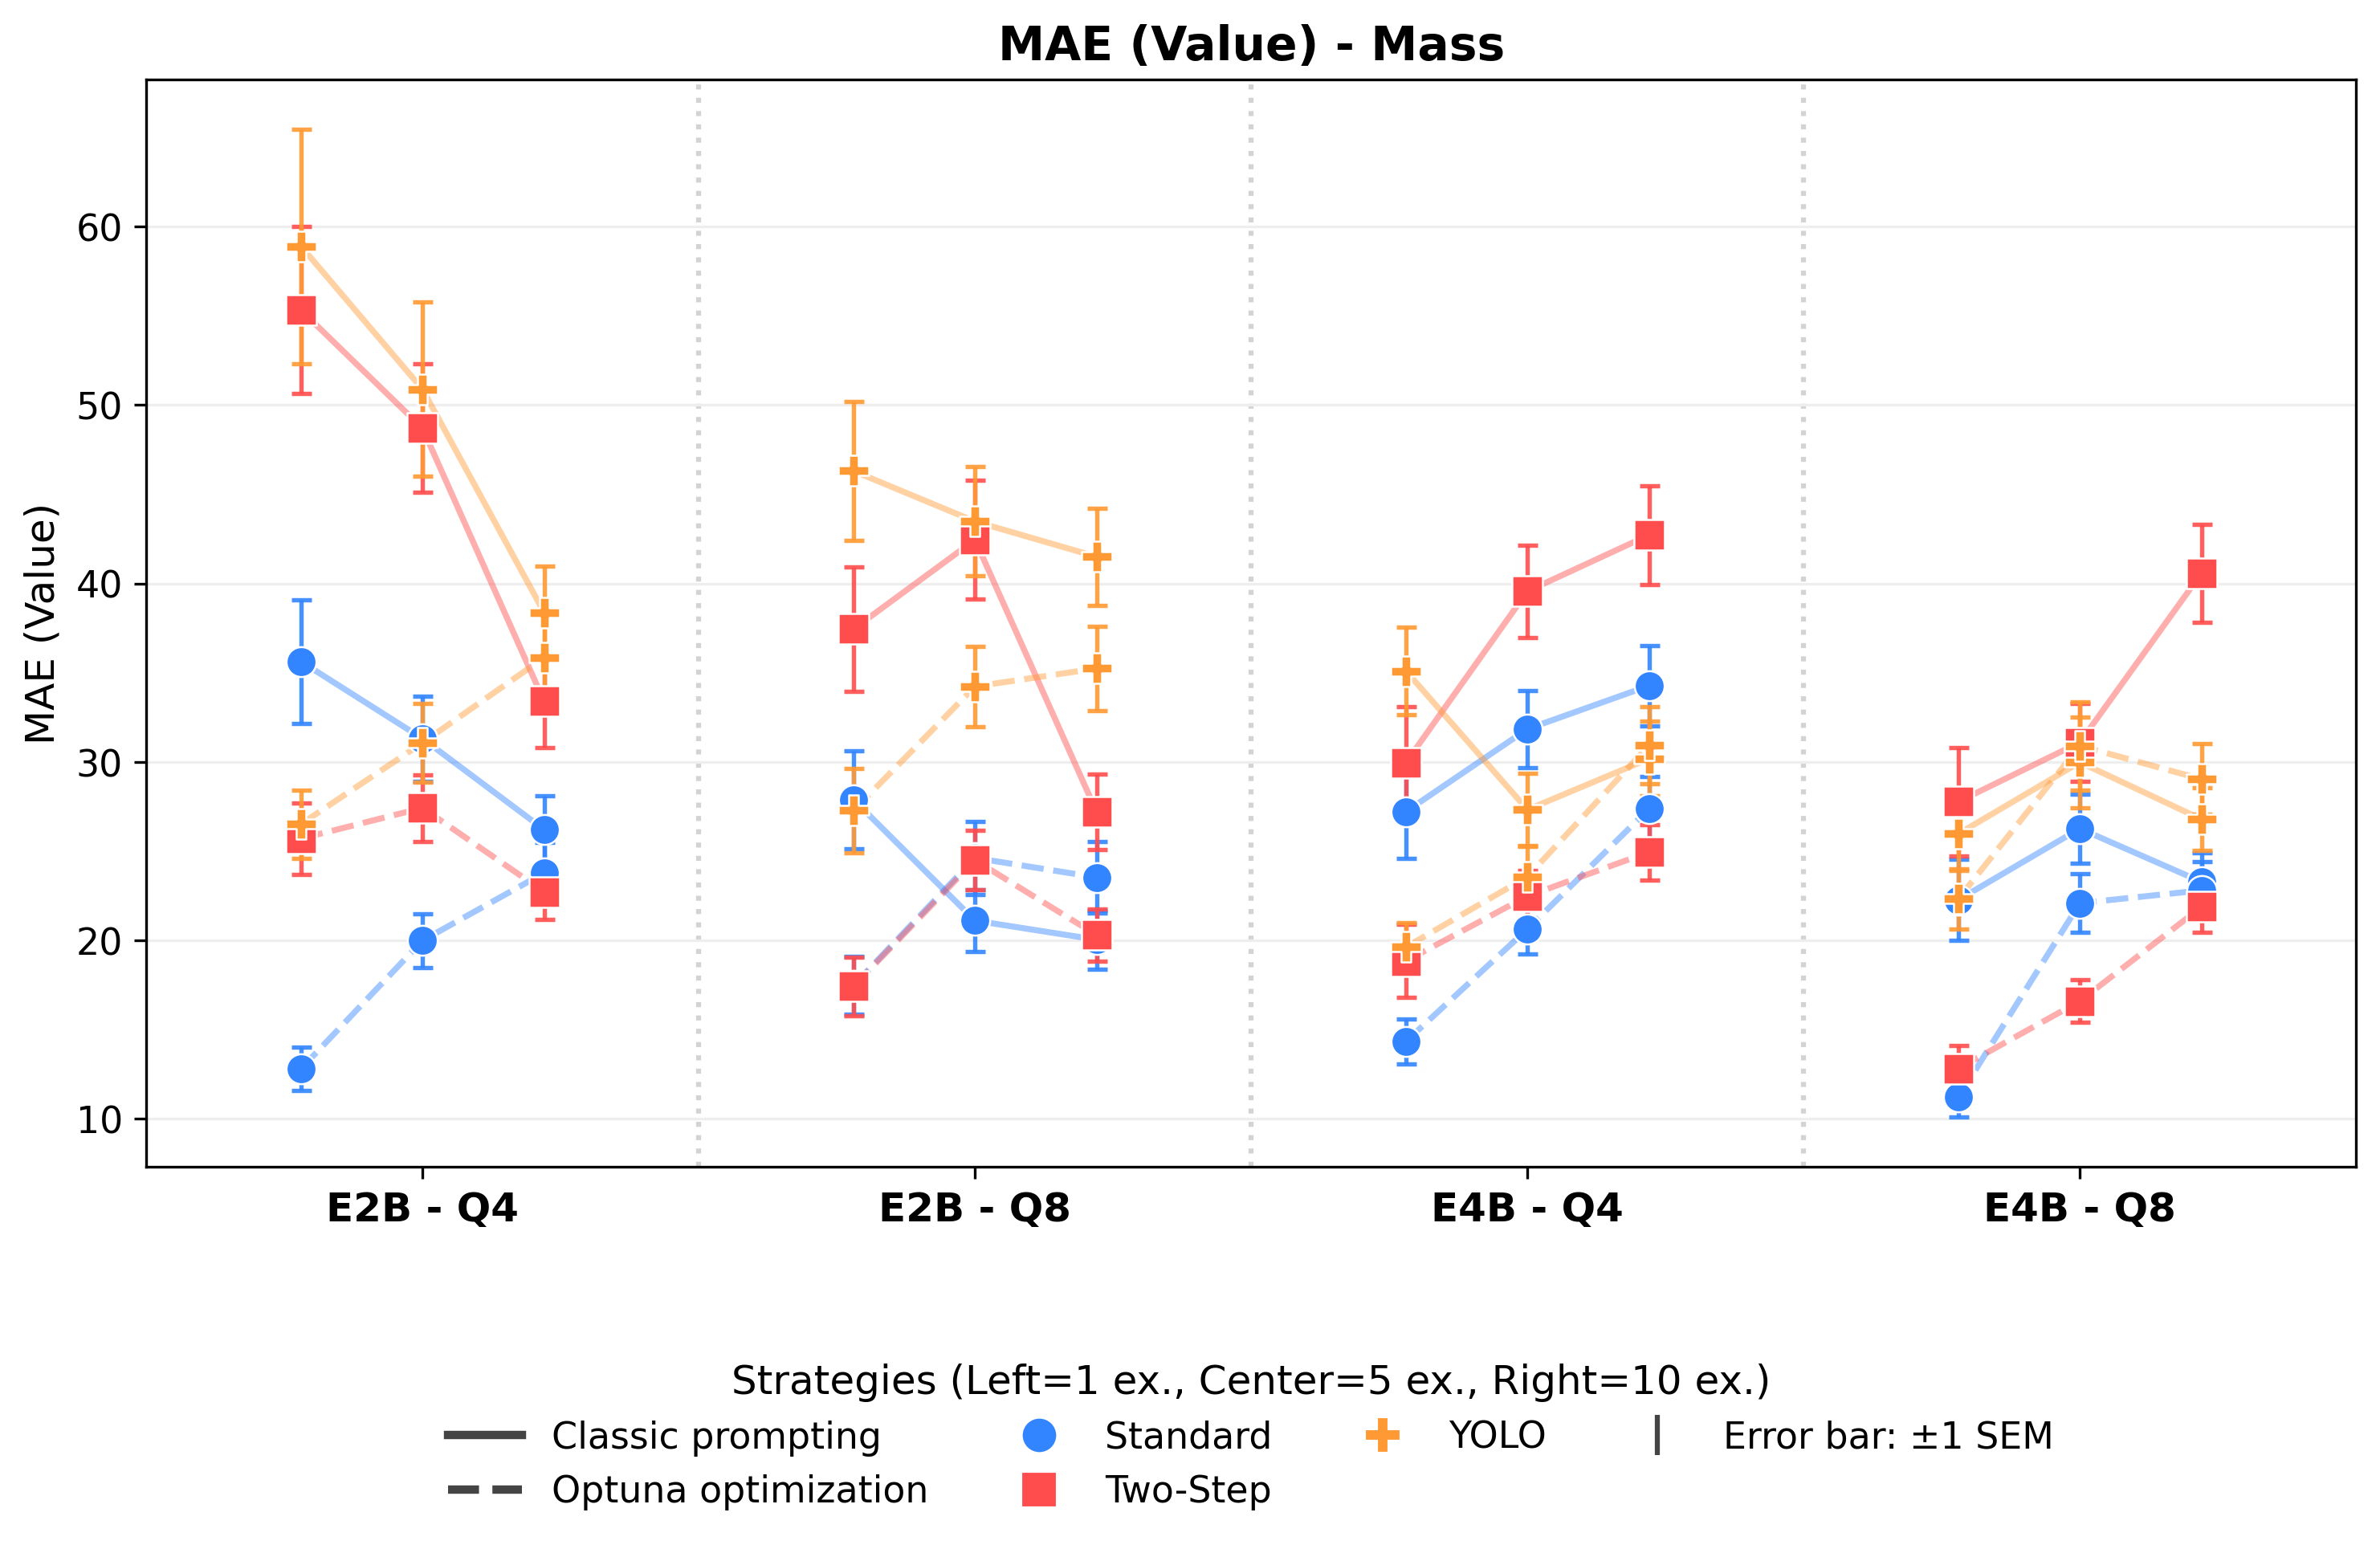 MAE (Value) - Mass
MAE (Value)
60
50
40
30
20
10
E2B - Q4
E2B - Q8
E4B - Q4
E4B - Q8
Strategies (Left=1 ex., Center=5 ex., Right=10 ex.)
Classic prompting
Optuna optimization
Standard
Two-Step
YOLO
Error bar: ±1 SEM